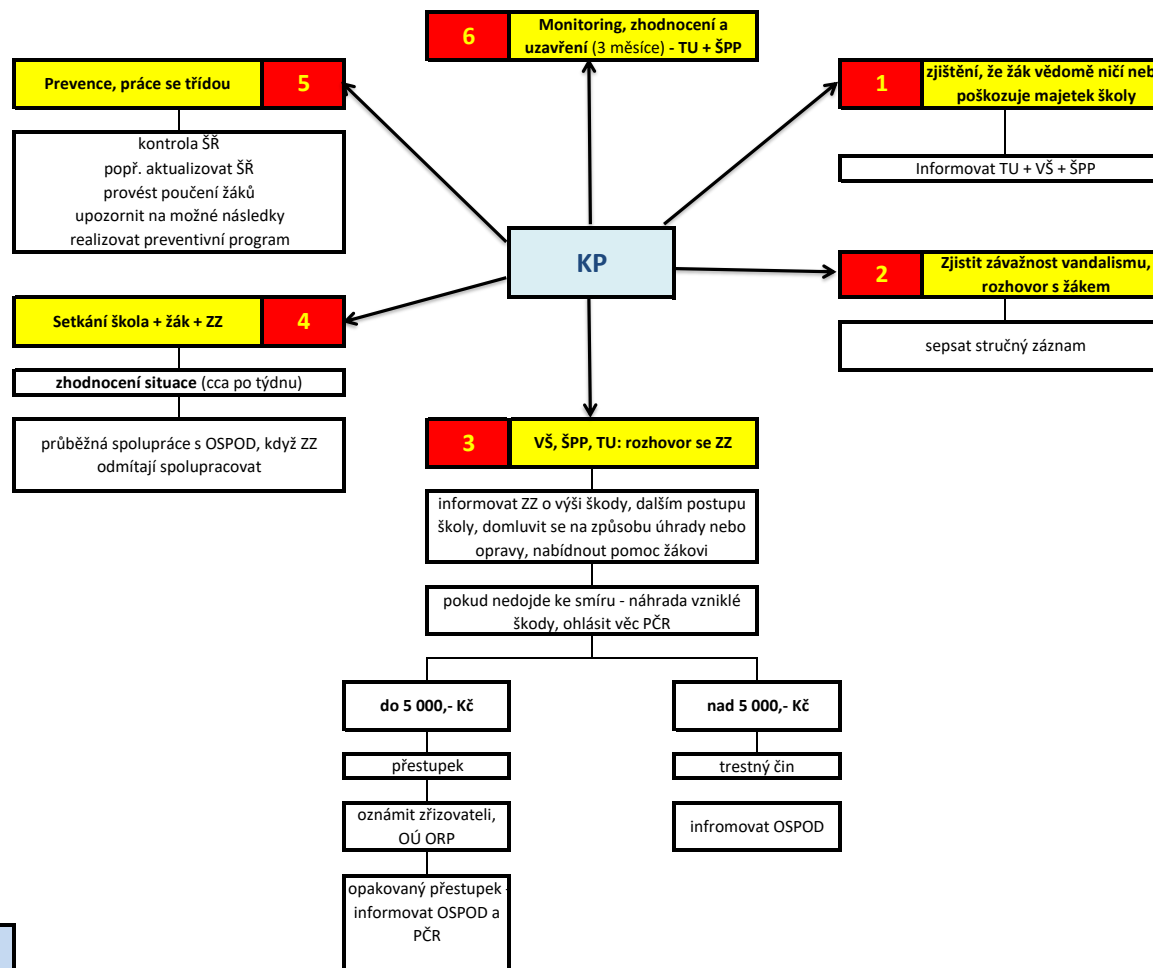 6
Monitoring, zhodnocení a
uzavření (3 měsíce) - TU + ŠPP
Prevence, práce se třídou
5
kontrola ŠŘ
popř. aktualizovat ŠŘ
provést poučení žáků
upozornit na možné následky
realizovat preventivní program
1
zjištění, že žák vědomě ničí neb
poškozuje majetek školy
Informovat TU + VŠ + ŠPP
KP
2
Zjistit závažnost vandalismu,
rozhovor s žákem
sepsat stručný záznam
Setkání škola + žák + ZZ
4
zhodnocení situace (cca po týdnu)
průběžná spolupráce s OSPOD, když ZZ
odmítají spolupracovat
3
VŠ, ŠPP, TU: rozhovor se ZZ
informovat ZZ o výši škody, dalším postupu
školy, domluvit se na způsobu úhrady nebo
opravy, nabídnout pomoc žákovi
pokud nedojde ke smíru - náhrada vzniklé
škody, ohlásit věc PČR
do 5 000,- Kč
přestupek
oznámit zřizovateli,
OÚ ORP
opakovaný přestupek -
informovat OSPOD a
PČR
nad 5 000,- Kč
trestný čin
infromovat OSPOD